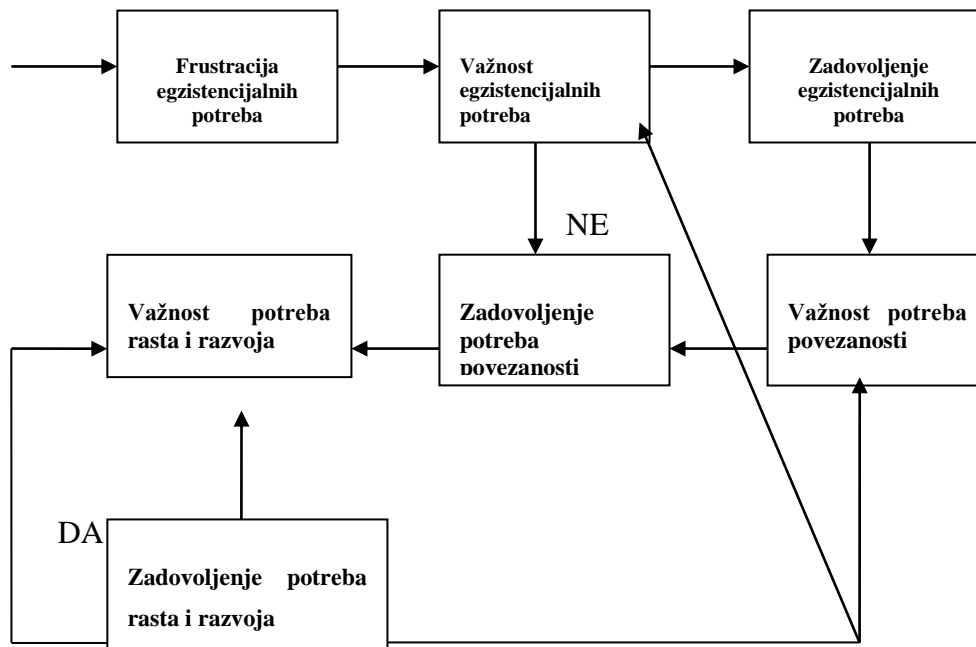 Frustracija
egzistencijalnih
potreba
Važnost
egzistencijalnih
potreba
Zadovoljenje
egzistencijalnih
potreba
NE
Važnost potreba
rasta i razvoja
Zadovoljenje
potreba
povezanosti
Važnost potreba
povezanosti
DA
Zadovoljenje potreba
rasta i razvoja